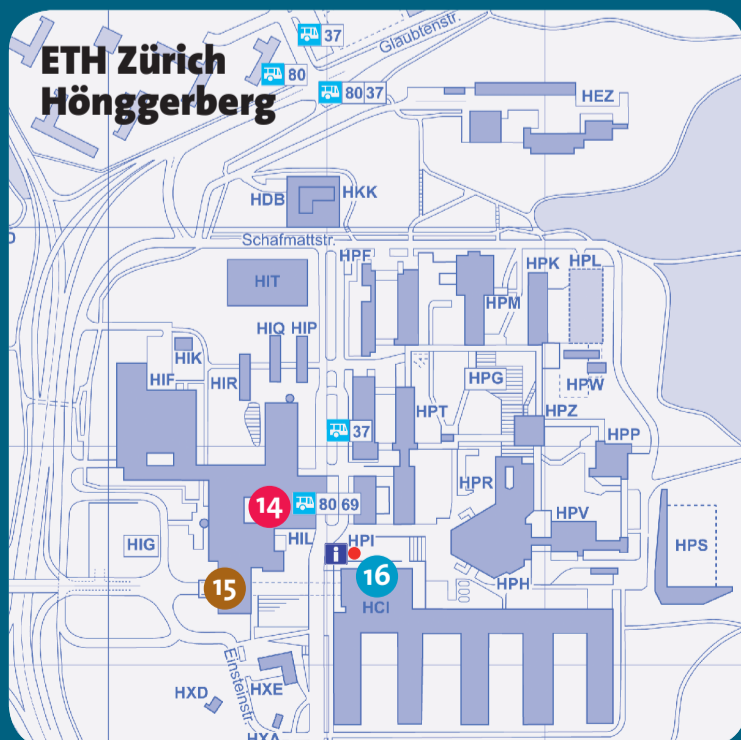 ETH Zürich
Hönggerberg
37
80
80 37
Glaubtenstr.
HEZ
HDB
HKK
Schafmattstr.
HPF
HPK
HPL
HIT
HPM
HIQ
HIP
HIK
HIF
HIR
HPG
HPW
HPT
HPZ
37
HPP
HPR
14
80 69
HPV
HIL
HPI
HIG
HPS
i
16
15
HPH
HCI
Einsteinstr.
HXE
HXD
HXA